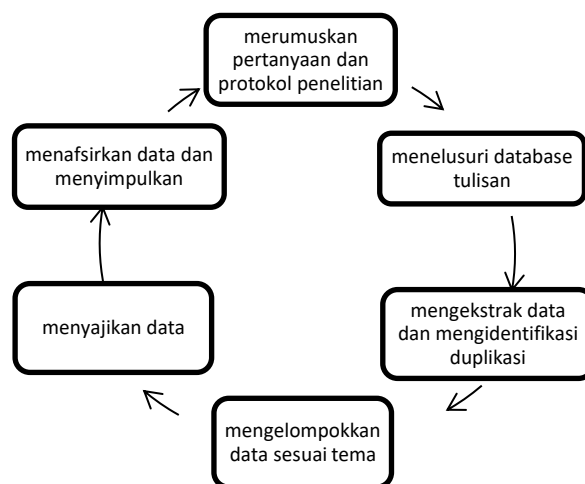 merumuskan
pertanyaan dan
protokol penelitian
menelusuri database
tulisan
mengekstrak data
dan mengidentifikasi
duplikasi
mengelompokkan
data sesuai tema
menyajikan data
menafsirkan data dan
menyimpulkan